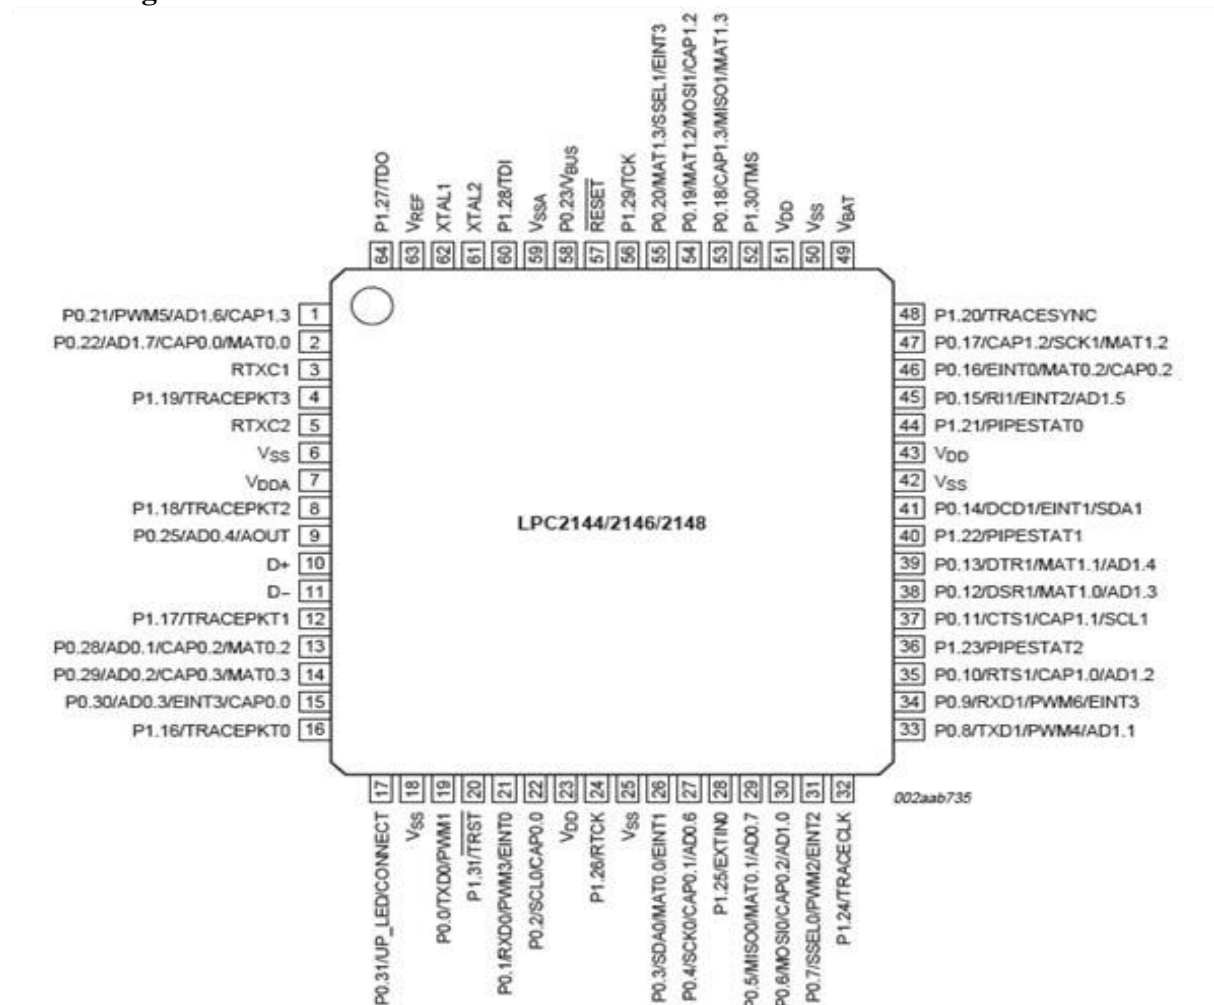 P1.27/TDO
VREF
XTAL1
XTAL2
P1.28/TDI
VSSA
P0.23/VBUS
RESET
P1.29/TCK
P0.20/MAT1.3/SSEL1/EINT3
P0.19/MAT1.2/MOSI1/CAP1.2
P0.18/CAP1.3/MISO1/MAT1.3
P1.30/TMS
VDD
VSS
VBAT
64 63 62 61 60 59 58 57 56 55 54 53 52 51 50 49
P0.21/PWM5/AD1.6/CAP1.3 1
P0.22/AD1.7/CAP0.0/MAT0.0 2
RTXC1 3
P1.19/TRACEPKT3 4
RTXC2 5
VSS 6
VDDA 7
P1.18/TRACEPKT2 8
P0.25/AD0.4/AOUT 9
D+ 10
D− 11
P1.17/TRACEPKT1 12
P0.28/AD0.1/CAP0.2/MAT0.2 13
P0.29/AD0.2/CAP0.3/MAT0.3 14
P0.30/AD0.3/EINT3/CAP0.0 15
P1.16/TRACEPKT0 16
LPC2144/2146/2148
48 P1.20/TRACESYNC
47 P0.17/CAP1.2/SCK1/MAT1.2
46 P0.16/EINT0/MAT0.2/CAP0.2
45 P0.15/RI1/EINT2/AD1.5
44 P1.21/PIPESTAT0
43 VDD
42 VSS
41 P0.14/DCD1/EINT1/SDA1
40 P1.22/PIPESTAT1
39 P0.13/DTR1/MAT1.1/AD1.4
38 P0.12/DSR1/MAT1.0/AD1.3
37 P0.11/CTS1/CAP1.1/SCL1
36 P1.23/PIPESTAT2
35 P0.10/RTS1/CAP1.0/AD1.2
34 P0.9/RXD1/PWM6/EINT3
33 P0.8/TXD1/PWM4/AD1.1
17 18 19 20 21 22 23 24 25 26 27 28 29 30 31 32
P0.31/UP_LED/CONNECT
VSS
P0.0/TXD0/PWM1
P1.31/TRST
P0.1/RXD0/PWM3/EINT0
P0.2/SCL0/CAP0.0
VDD
P1.26/RTCK
VSS
P0.3/SDA0/MAT0.0/EINT1
P0.4/SCK0/CAP0.1/AD0.6
P1.25/EXTIN0
P0.5/MISO0/MAT0.1/AD0.7
P0.6/MOSI0/CAP0.2/AD1.0
P0.7/SSEL0/PWM2/EINT2
P1.24/TRACECLK
002aab735